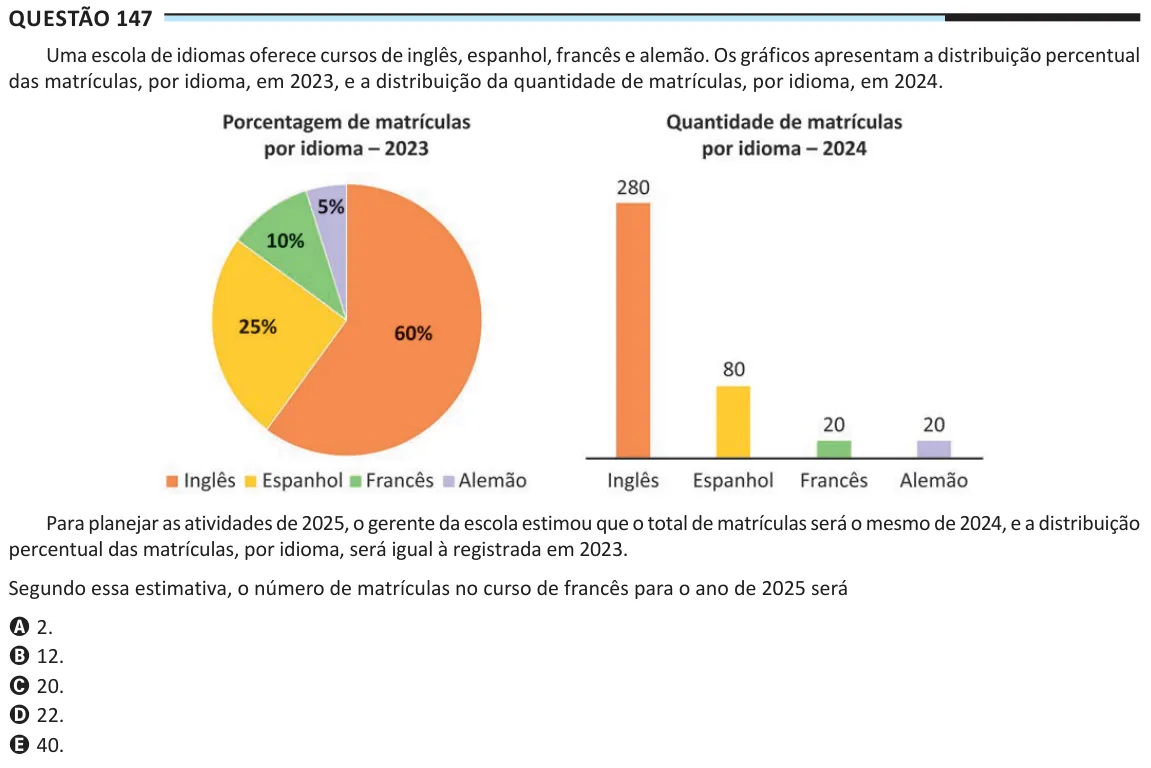 QUESTÃO 147
Uma escola de idiomas oferece cursos de inglês, espanhol, francês e alemão. Os gráficos apresentam a distribuição percentual
das matrículas, por idioma, em 2023, e a distribuição da quantidade de matrículas, por idioma, em 2024.
Porcentagem de matrículas
por idioma – 2023
5%
10%
25%
60%
Inglês Espanhol Francês Alemão
Quantidade de matrículas
por idioma – 2024
280
80
20 20
Inglês Espanhol Francês Alemão
Para planejar as atividades de 2025, o gerente da escola estimou que o total de matrículas será o mesmo de 2024, e a distribuição
percentual das matrículas, por idioma, será igual à registrada em 2023.
Segundo essa estimativa, o número de matrículas no curso de francês para o ano de 2025 será
A 2.
B 12.
C 20.
D 22.
E 40.